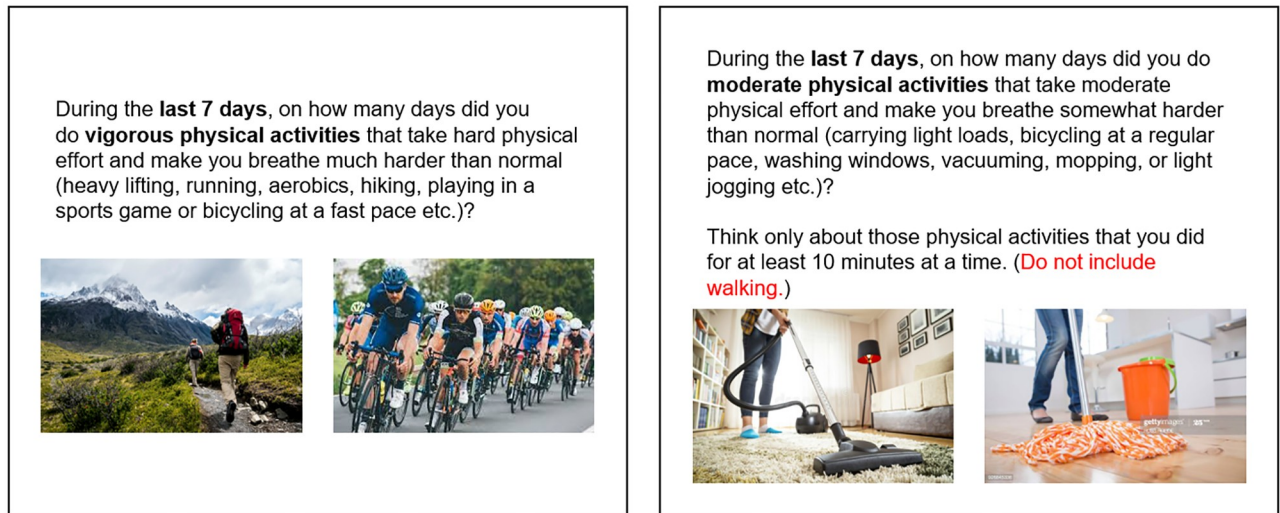 During the last 7 days, on how many days did you
do vigorous physical activities that take hard physical
effort and make you breathe much harder than normal
(heavy lifting, running, aerobics, hiking, playing in a
sports game or bicycling at a fast pace etc.)?
During the last 7 days, on how many days did you do
moderate physical activities that take moderate
physical effort and make you breathe somewhat harder
than normal (carrying light loads, bicycling at a regular
pace, washing windows, vacuuming, mopping, or light
jogging etc.)?
Think only about those physical activities that you did
for at least 10 minutes at a time. (Do not include
walking.)
gettyimages